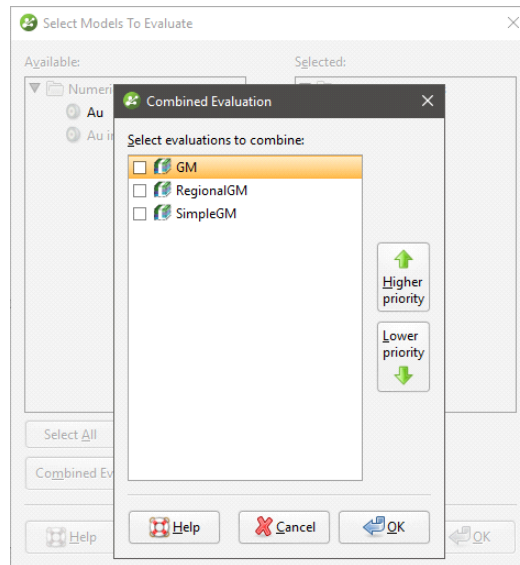 Select Models To Evaluate
Available:
Selected:
Numeri
Au
Au in
Combined Evaluation
Select evaluations to combine:
GM
RegionalGM
SimpleGM
Higher
priority
Lower
priority
Select All
Combined Ev
Help
Cancel
OK
Help
OK